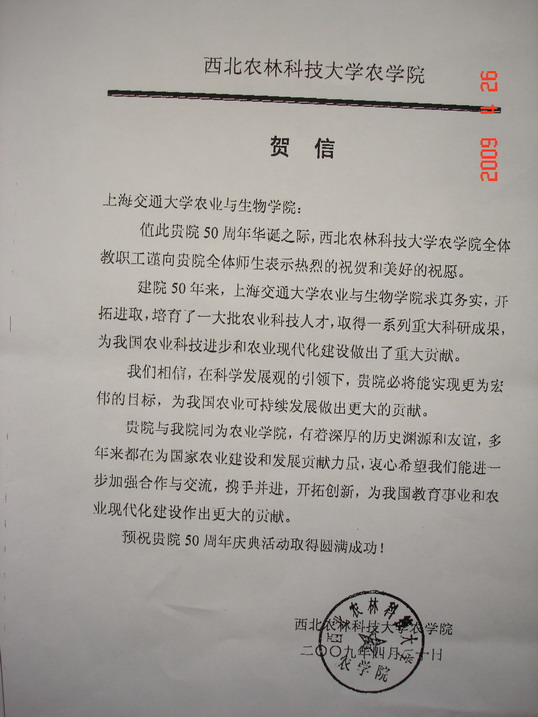 西北农林科技大学农学院
26 4 2009
贺 信
上海交通大学农业与生物学院：
值此贵院 50 周年华诞之际，西北农林科技大学农学院全体
教职工谨向贵院全体师生表示热烈的祝贺和美好的祝愿。
建院 50 年来，上海交通大学农业与生物学院求真务实，开
拓进取，培育了一大批农业科技人才，取得一系列重大科研成果，
为我国农业科技进步和农业现代化建设做出了重大贡献。
我们相信，在科学发展观的引领下，贵院必将能实现更为宏
伟的目标，为我国农业可持续发展做出更大的贡献。
贵院与我院同为农业学院，有着深厚的历史渊源和友谊，多
年来都在为国家农业建设和发展贡献力量，衷心希望我们能进一
步加强合作与交流，携手并进，开拓创新，为我国教育事业和农
业现代化建设作出更大的贡献。
预祝贵院 50 周年庆典活动取得圆满成功！
西北农林科技大学农学院
二〇〇九年四月 十日
农林科 大学
农学院